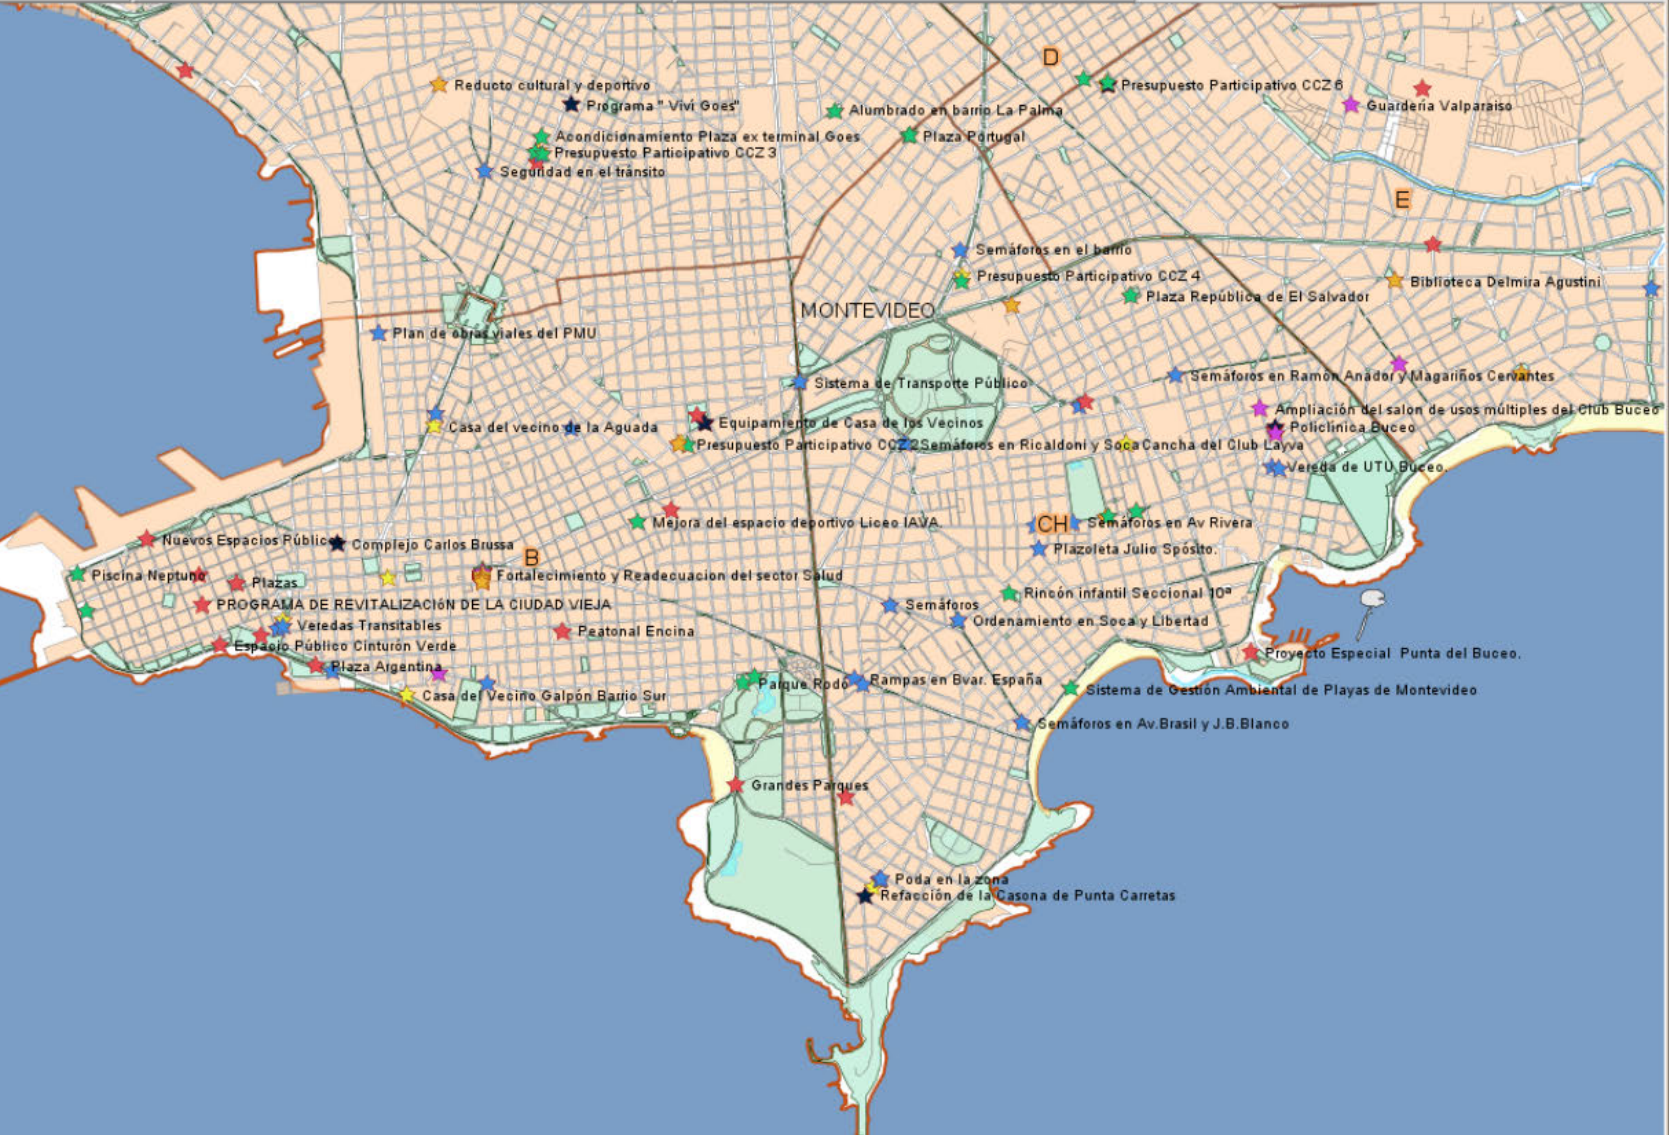 D
Reducto cultural y deportivo
Presupuesto Participativo CCZ 6
Programa " Vivi Goes"
Guardería Valparaiso
Alumbrado en barrio La Palma
Acondicionamiento Plaza ex terminal Goes
Plaza Portugal
Presupuesto Participativo CCZ 3
Seguridad en el tránsito
E
Semáforos en el barrio
Presupuesto Participativo CCZ 4
Biblioteca Delmira Agustini
Plaza República de El Salvador
MONTEVIDEO
Plan de obras viales del PMU
Semáforos en Ramón Anador y Magariños Cervantes
Sistema de Transporte Público
Ampliación del salon de usos múltiples del Club Buceo
Equipamiento de Casa de los Vecinos
Casa del vecino de la Aguada
Policlínica Buceo
Presupuesto Participativo CCZ 2
Semáforos en Ricaldoni y Soca
Cancha del Club Layva
Vereda de UTU Buceo.
Mejora del espacio deportivo Liceo IAVA.
CH
Semáforos en Av Rivera
Nuevos Espacios Públicos
Complejo Carlos Brussa
Plazoleta Julio Spósito.
B
Piscina Neptuno
Fortalecimiento y Readecuacion del sector Salud
Plazas
Rincón infantil Seccional 10ª
PROGRAMA DE REVITALIZACIóN DE LA CIUDAD VIEJA
Semáforos
Ordenamiento en Soca y Libertad
Veredas Transitables
Peatonal Encina
Espacio Público Cinturón Verde
Proyecto Especial Punta del Buceo.
Plaza Argentina
Rampas en Bvar. España
Parque Rodó
Sistema de Gestión Ambiental de Playas de Montevideo
Casa del Vecino Galpón Barrio Sur
Semáforos en Av.Brasil y J.B.Blanco
Grandes Parques
Poda en la zona
Refacción de la Casona de Punta Carretas